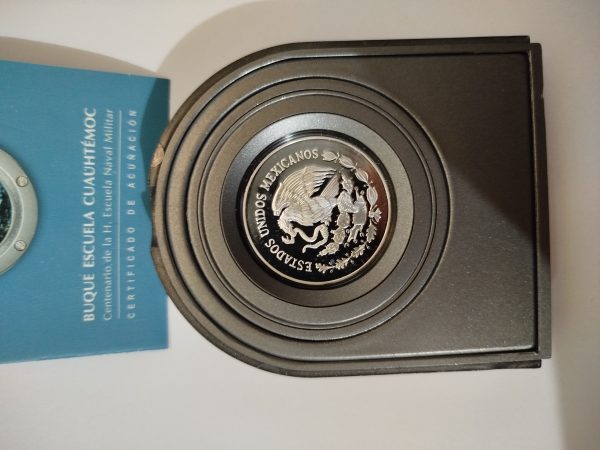 BUQUE ESCUELA CUAUHTÉMOC
Centenario de la H. Escuela Naval Militar
CERTIFICADO DE ACUÑACIÓN
ESTADOS UNIDOS MEXICANOS